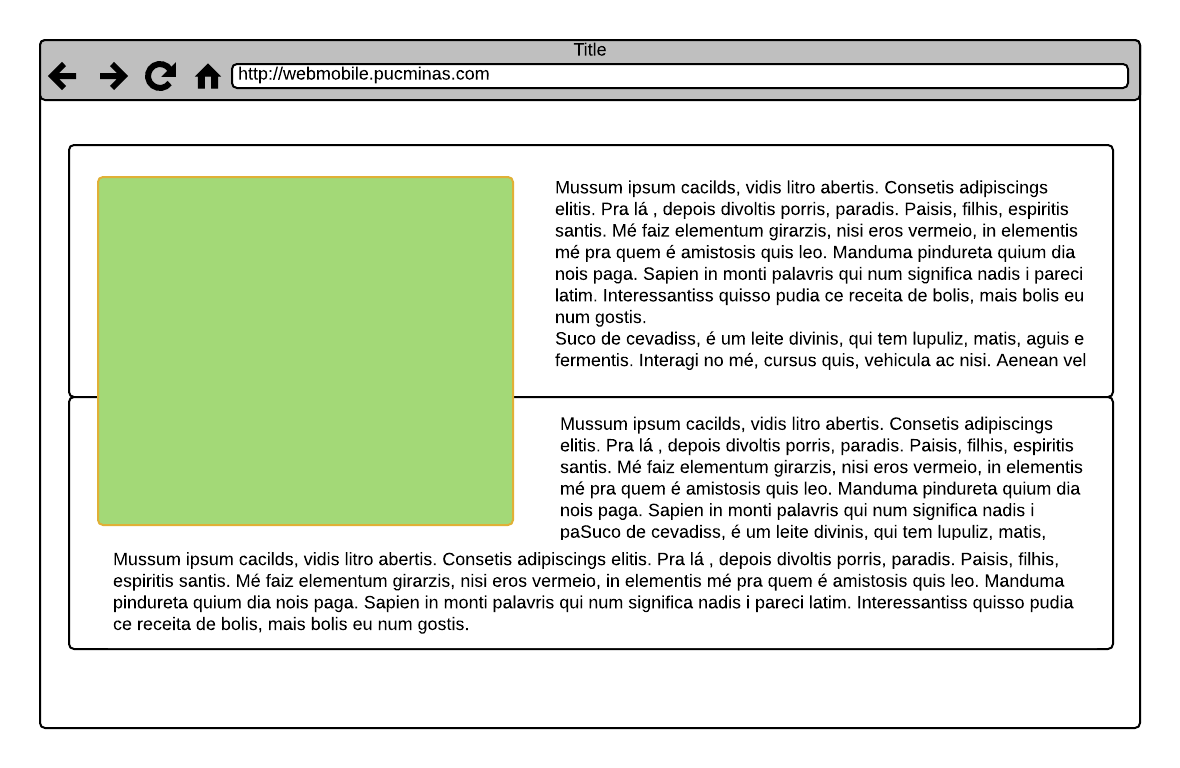 Title
http://webmobile.pucminas.com
Mussum ipsum cacilds, vidis litro abertis. Consetis adipiscings
elitis. Pra lá , depois divoltis porris, paradis. Paisis, filhis, espiritis
santis. Mé faiz elementum girarzis, nisi eros vermeio, in elementis
mé pra quem é amistosis quis leo. Manduma pindureta quium dia
nois paga. Sapien in monti palavris qui num significa nadis i pareci
latim. Interessantiss quisso pudia ce receita de bolis, mais bolis eu
num gostis.
Suco de cevadiss, é um leite divinis, qui tem lupuliz, matis, aguis e
fermentis. Interagi no mé, cursus quis, vehicula ac nisi. Aenean vel
Mussum ipsum cacilds, vidis litro abertis. Consetis adipiscings
elitis. Pra lá , depois divoltis porris, paradis. Paisis, filhis, espiritis
santis. Mé faiz elementum girarzis, nisi eros vermeio, in elementis
mé pra quem é amistosis quis leo. Manduma pindureta quium dia
nois paga. Sapien in monti palavris qui num significa nadis i
paSuco de cevadiss, é um leite divinis, qui tem lupuliz, matis,
Mussum ipsum cacilds, vidis litro abertis. Consetis adipiscings elitis. Pra lá , depois divoltis porris, paradis. Paisis, filhis,
espiritis santis. Mé faiz elementum girarzis, nisi eros vermeio, in elementis mé pra quem é amistosis quis leo. Manduma
pindureta quium dia nois paga. Sapien in monti palavris qui num significa nadis i pareci latim. Interessantiss quisso pudia
ce receita de bolis, mais bolis eu num gostis.